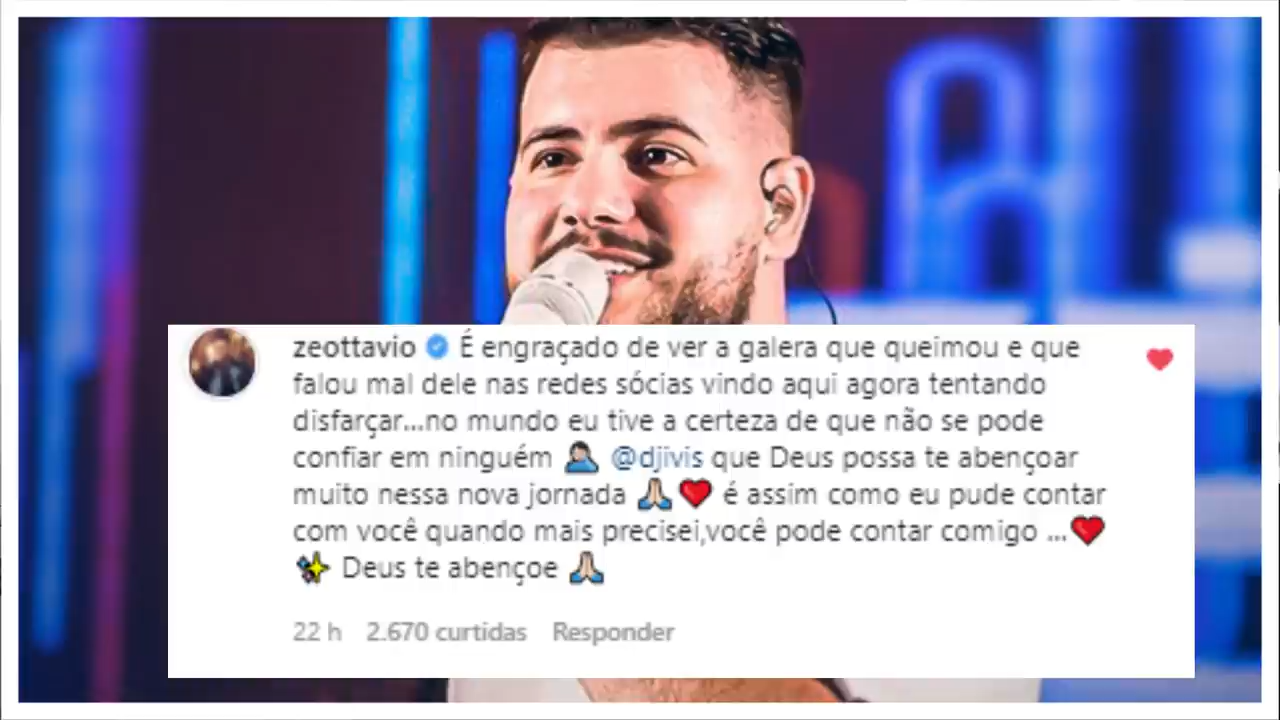 zeottavio É engraçado de ver a galera que queimou e que
falou mal dele nas redes sócias vindo aqui agora tentando
disfarçar...no mundo eu tive a certeza de que não se pode
confiar em ninguém 🤦🏻‍♂️ @djivis que Deus possa te abençoar
muito nessa nova jornada 🙏🏻❤️ é assim como eu pude contar
com você quando mais precisei,você pode contar comigo ...❤️
✨ Deus te abençoe 🙏🏻
22 h 2.670 curtidas Responder